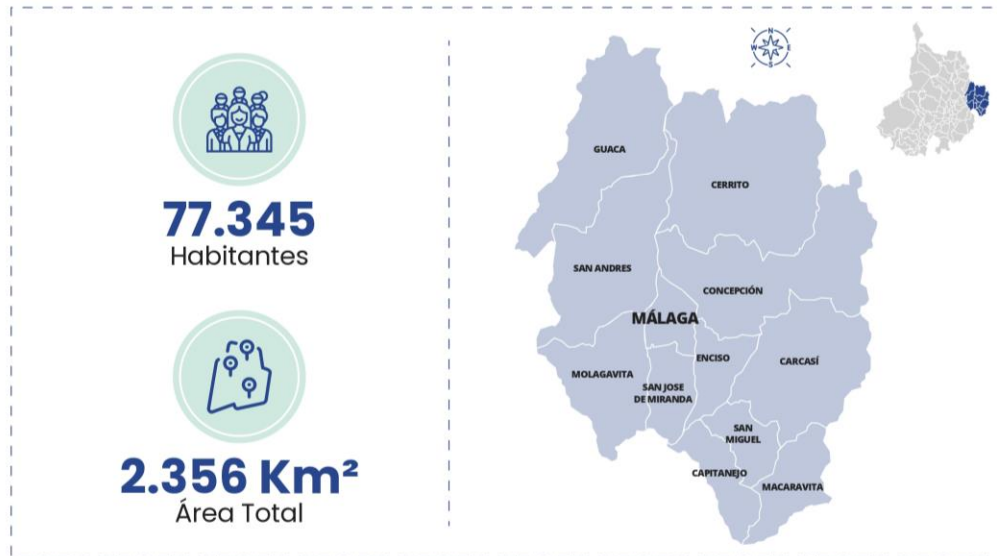 77.345
Habitantes
2.356 Km²
Área Total
N
W
E
S
GUACA
CERRITO
SAN ANDRES
CONCEPCIÓN
MÁLAGA
ENCISO
CARCASÍ
MOLAGAVITA
SAN JOSE
DE MIRANDA
SAN
MIGUEL
CAPITANEJO
MACARAVITA